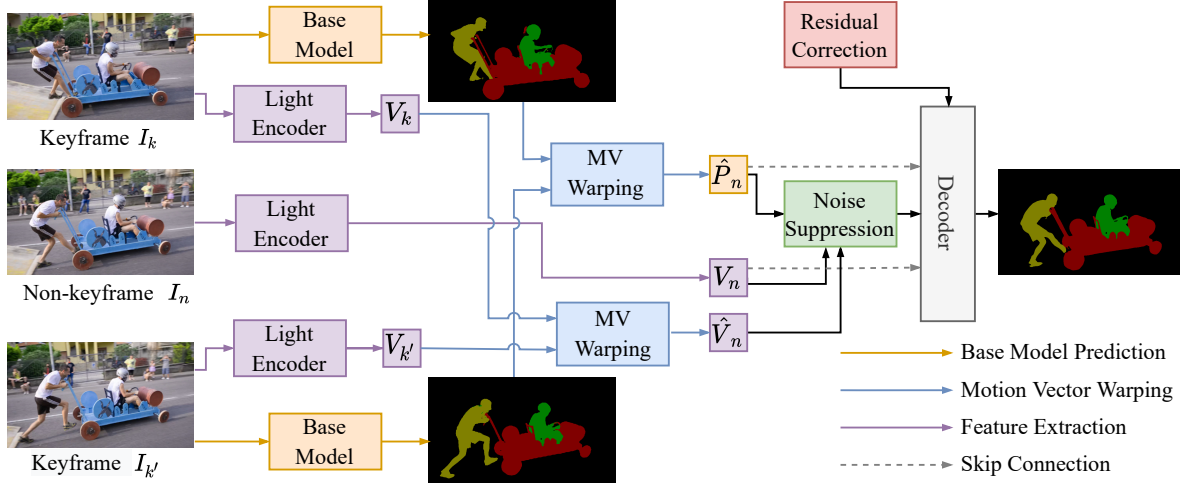 Base
Model
Residual
Correction
Light
Encoder
V_k
Keyframe I_k
MV
Warping
P̂_n
Noise
Suppression
Decoder
Light
Encoder
V_n
Non-keyframe I_n
MV
Warping
V̂_n
Light
Encoder
V_{k'}
Base
Model
Keyframe I_{k'}
Base Model Prediction
Motion Vector Warping
Feature Extraction
Skip Connection